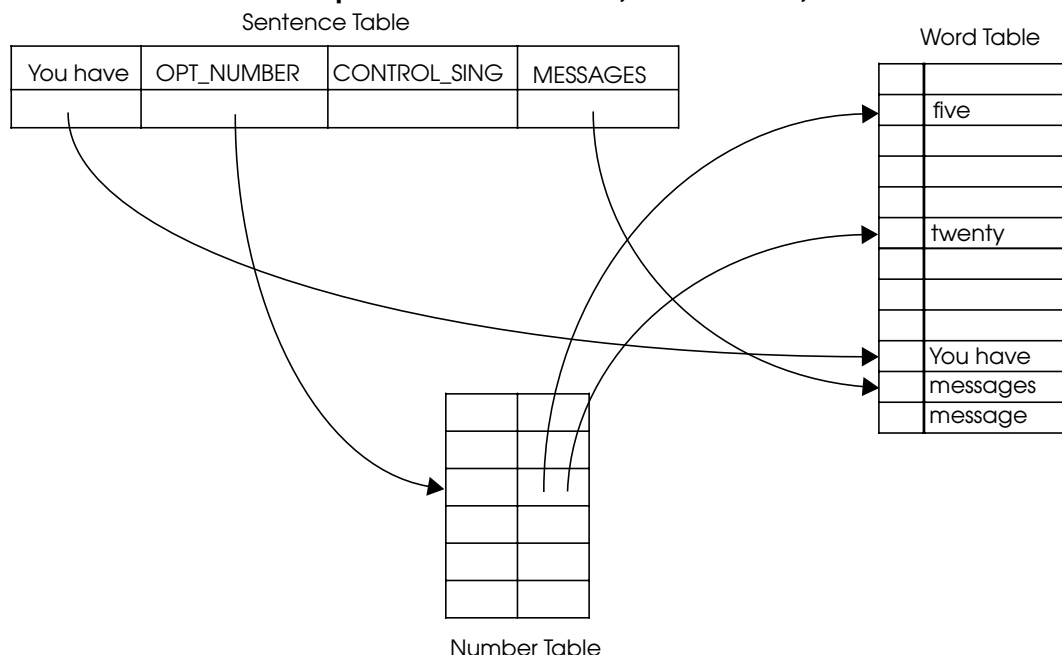 Sentence Table
You have OPT_NUMBER CONTROL_SING MESSAGES
Word Table
five
twenty
You have
messages
message
Number Table